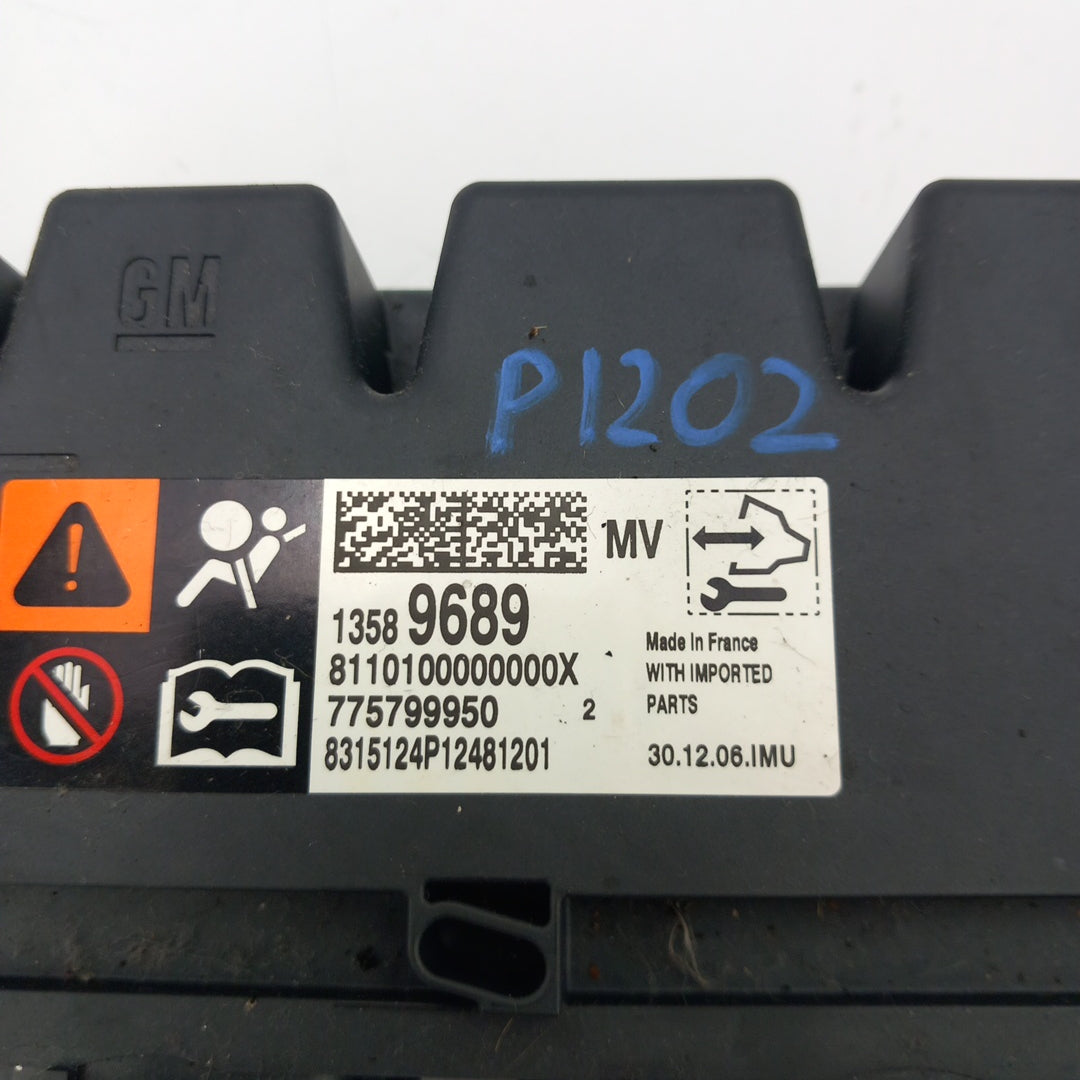 GM
P1202
MV
1358 9689
8110100000000X
775799950 2
8315124P12481201
Made In France
WITH IMPORTED
PARTS
30.12.06.IMU